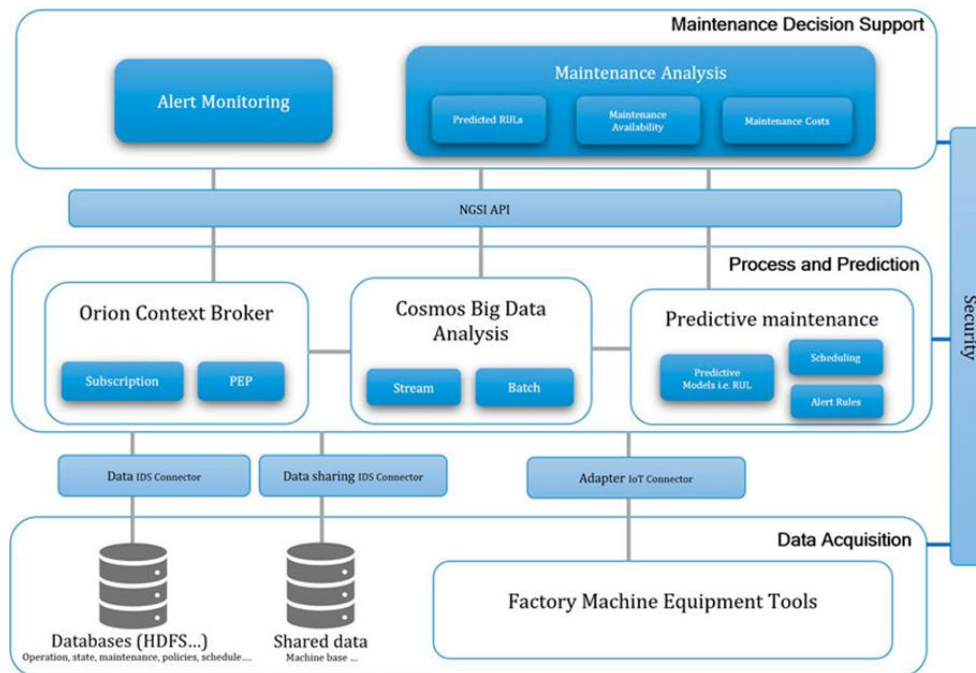 Maintenance Decision Support
Alert Monitoring
Maintenance Analysis
Predicted RULs
Maintenance
Availability
Maintenance Costs
NGSI API
Process and Prediction
Orion Context Broker
Subscription
PEP
Cosmos Big Data
Analysis
Stream
Batch
Predictive maintenance
Predictive
Models i.e. RUL
Scheduling
Alert Rules
Security
Data IDS Connector
Data sharing IDS Connector
Adapter IoT Connector
Data Acquisition
Databases (HDFS...)
Operation, state, maintenance, policies, schedule....
Shared data
Machine base ...
Factory Machine Equipment Tools